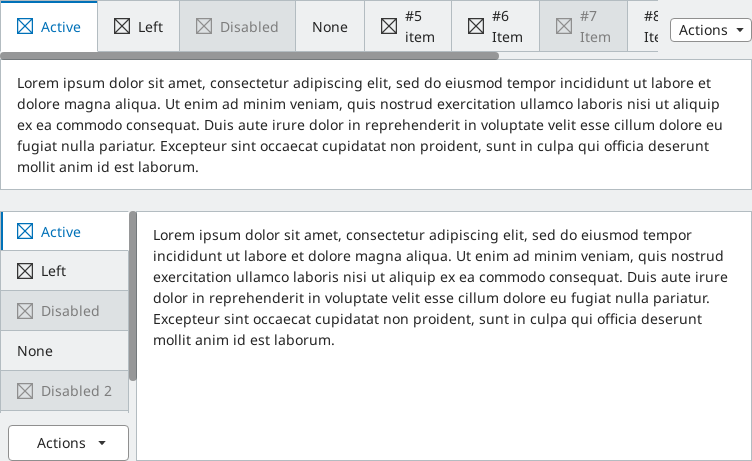 Active Left Disabled None #5 item #6 Item #7 Item #8 Actions
Lorem ipsum dolor sit amet, consectetur adipiscing elit, sed do eiusmod tempor incididunt ut labore et
dolore magna aliqua. Ut enim ad minim veniam, quis nostrud exercitation ullamco laboris nisi ut aliquip
ex ea commodo consequat. Duis aute irure dolor in reprehenderit in voluptate velit esse cillum dolore eu
fugiat nulla pariatur. Excepteur sint occaecat cupidatat non proident, sunt in culpa qui officia deserunt
mollit anim id est laborum.
Active
Left
Disabled
None
Disabled 2
Actions
Lorem ipsum dolor sit amet, consectetur adipiscing elit, sed do eiusmod tempor
incididunt ut labore et dolore magna aliqua. Ut enim ad minim veniam, quis nostrud
exercitation ullamco laboris nisi ut aliquip ex ea commodo consequat. Duis aute irure
dolor in reprehenderit in voluptate velit esse cillum dolore eu fugiat nulla pariatur.
Excepteur sint occaecat cupidatat non proident, sunt in culpa qui officia deserunt
mollit anim id est laborum.